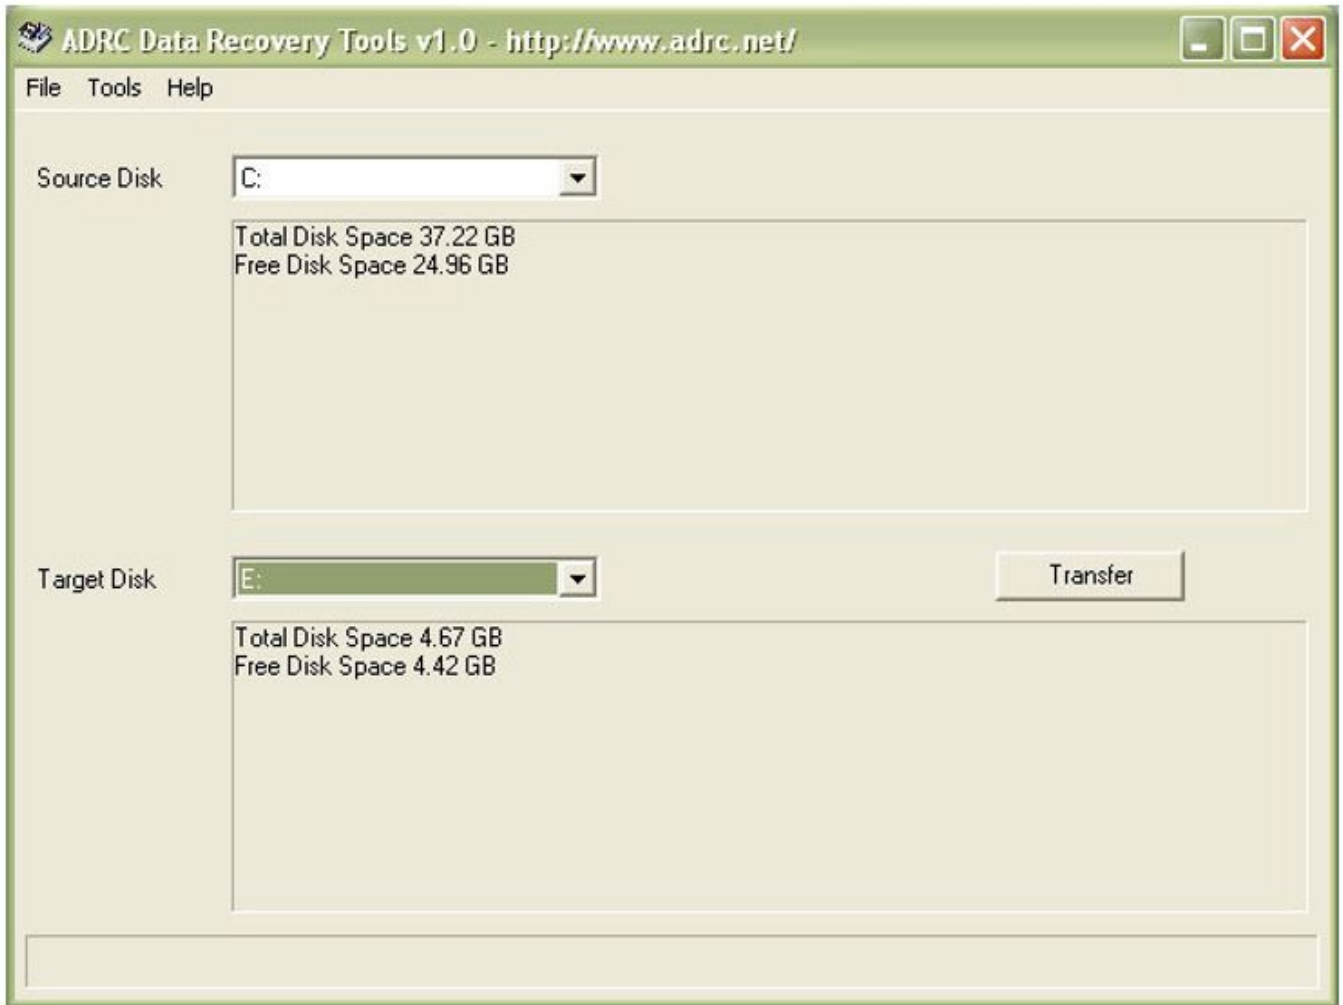 ADRC Data Recovery Tools v1.0 - http://www.adrc.net/
File Tools Help
Source Disk C:
Total Disk Space 37.22 GB
Free Disk Space 24.96 GB
Target Disk E: Transfer
Total Disk Space 4.67 GB
Free Disk Space 4.42 GB